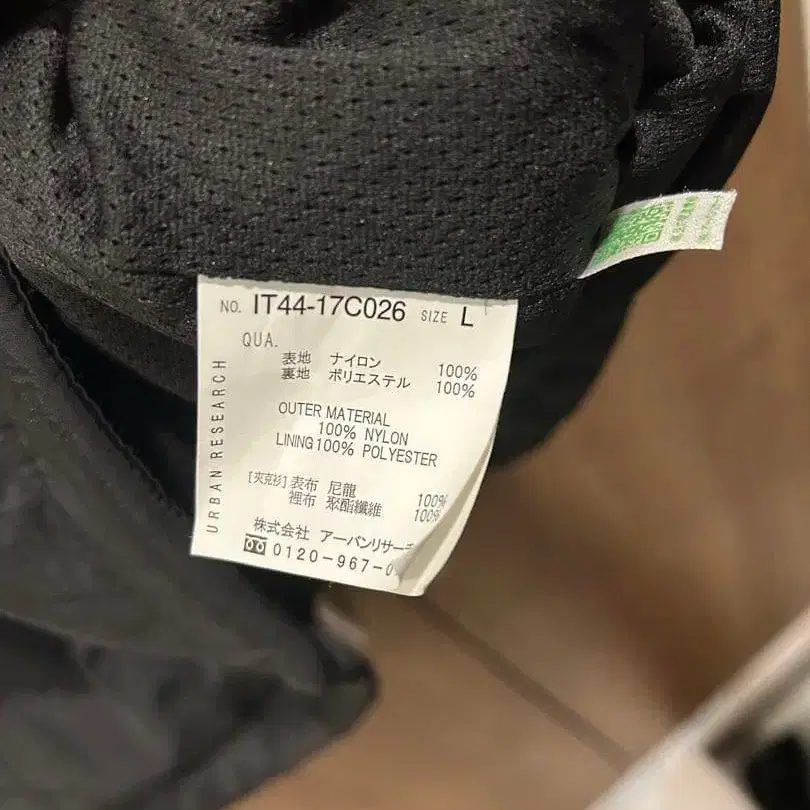 NO. IT44-17C026 SIZE L
QUA.
表地 ナイロン 100%
裏地 ポリエステル 100%
OUTER MATERIAL
100% NYLON
LINING 100% POLYESTER
[夾克衫] 表布 尼龍 100%
裡布 聚酯纖維 100%
株式会社 アーバンリサー
0120-967-0
URBAN RESEARCH